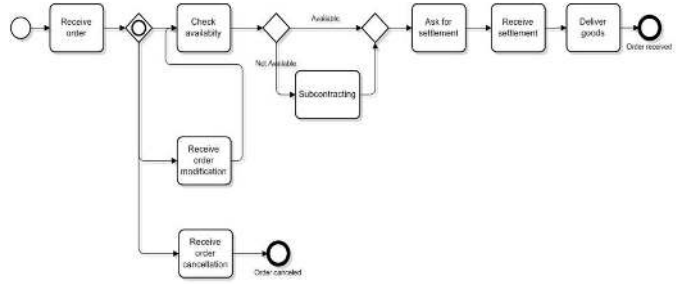 Receive
order
Check
availabity
Available
Not Available
Subcontracting
Ask for
settlement
Receive
settlement
Deliver
goods
Order received
Receive
order
modification
Receive
order
cancellation
Order canceled